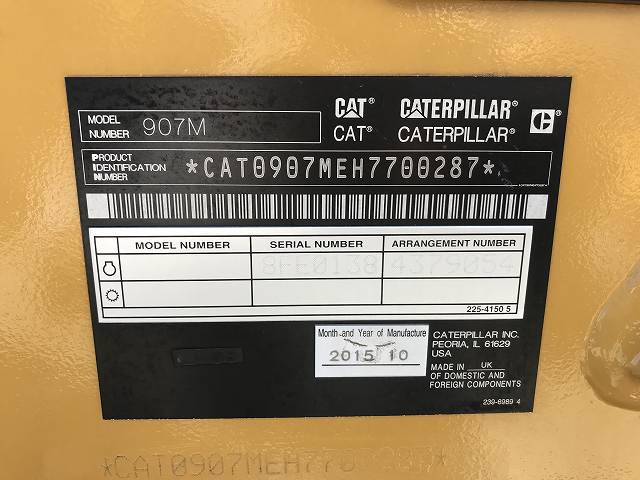 CAT® CATERPILLAR®
MODEL NUMBER 907M
CAT® CATERPILLAR®
PRODUCT IDENTIFICATION NUMBER *CAT0907MEH7700287*
MODEL NUMBER SERIAL NUMBER ARRANGEMENT NUMBER
4379054
225-4150 5
Month and Year of Manufacture
2015 10
CATERPILLAR INC.
PEORIA, IL 61629
USA
MADE IN UK
OF DOMESTIC AND
FOREIGN COMPONENTS
239-6989 4